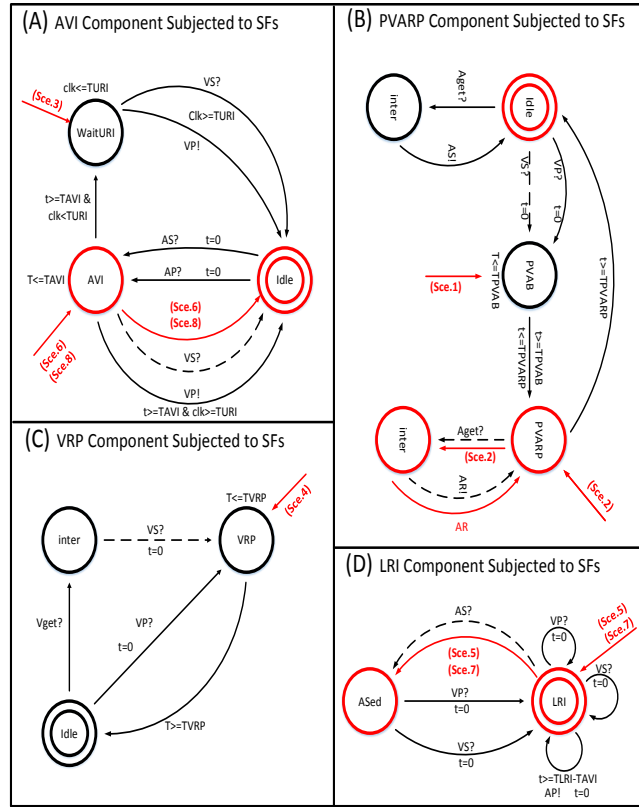 (A) AVI Component Subjected to SFs
clk<=TURI
(Sce.3)
WaitURI
VS?
Clk>=TURI
VP!
t>=TAVI &
clk<TURI
AS? t=0
AP? t=0
T<=TAVI
AVI
Idle
(Sce.6)
(Sce.8)
(Sce.6)
(Sce.8)
VS?
VP!
t>=TAVI & clk>=TURI
(B) PVARP Component Subjected to SFs
inter
Aget?
Idle
AS!
VS?
t=0
VP?
t=0
t>=TPVARP
PVAB
T<=TPVAB
(Sce.1)
t>=TPVAB
t<=TPVARP
inter
Aget?
(Sce.2)
PVARP
AR!
AR
(Sce.2)
(C) VRP Component Subjected to SFs
T<=TVRP
(Sce.4)
inter
VS?
t=0
VRP
Vget?
VP?
t=0
T>=TVRP
Idle
(D) LRI Component Subjected to SFs
AS?
(Sce.5)
(Sce.7)
VP?
t=0
(Sce.5)
(Sce.7)
VS?
t=0
ASed
VP?
t=0
LRI
VS?
t=0
t>=TLRI-TAVI
AP! t=0